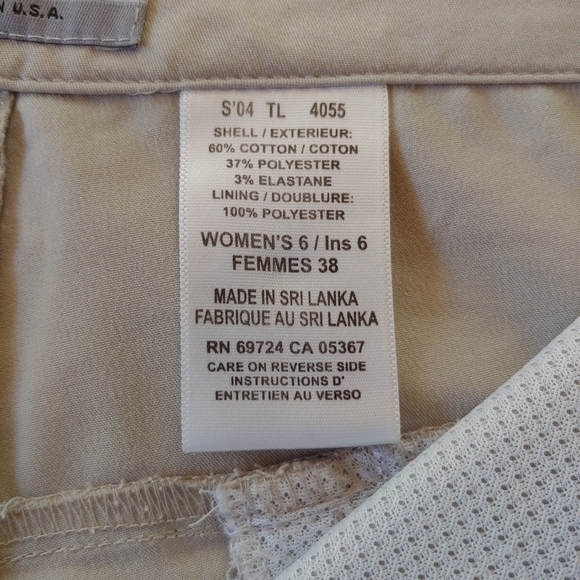 U.S.A.
S'04 TL 4055
SHELL / EXTERIEUR:
60% COTTON / COTON
37% POLYESTER
3% ELASTANE
LINING / DOUBLURE:
100% POLYESTER
WOMEN'S 6 / Ins 6
FEMMES 38
MADE IN SRI LANKA
FABRIQUE AU SRI LANKA
RN 69724 CA 05367
CARE ON REVERSE SIDE
INSTRUCTIONS D'
ENTRETIEN AU VERSO